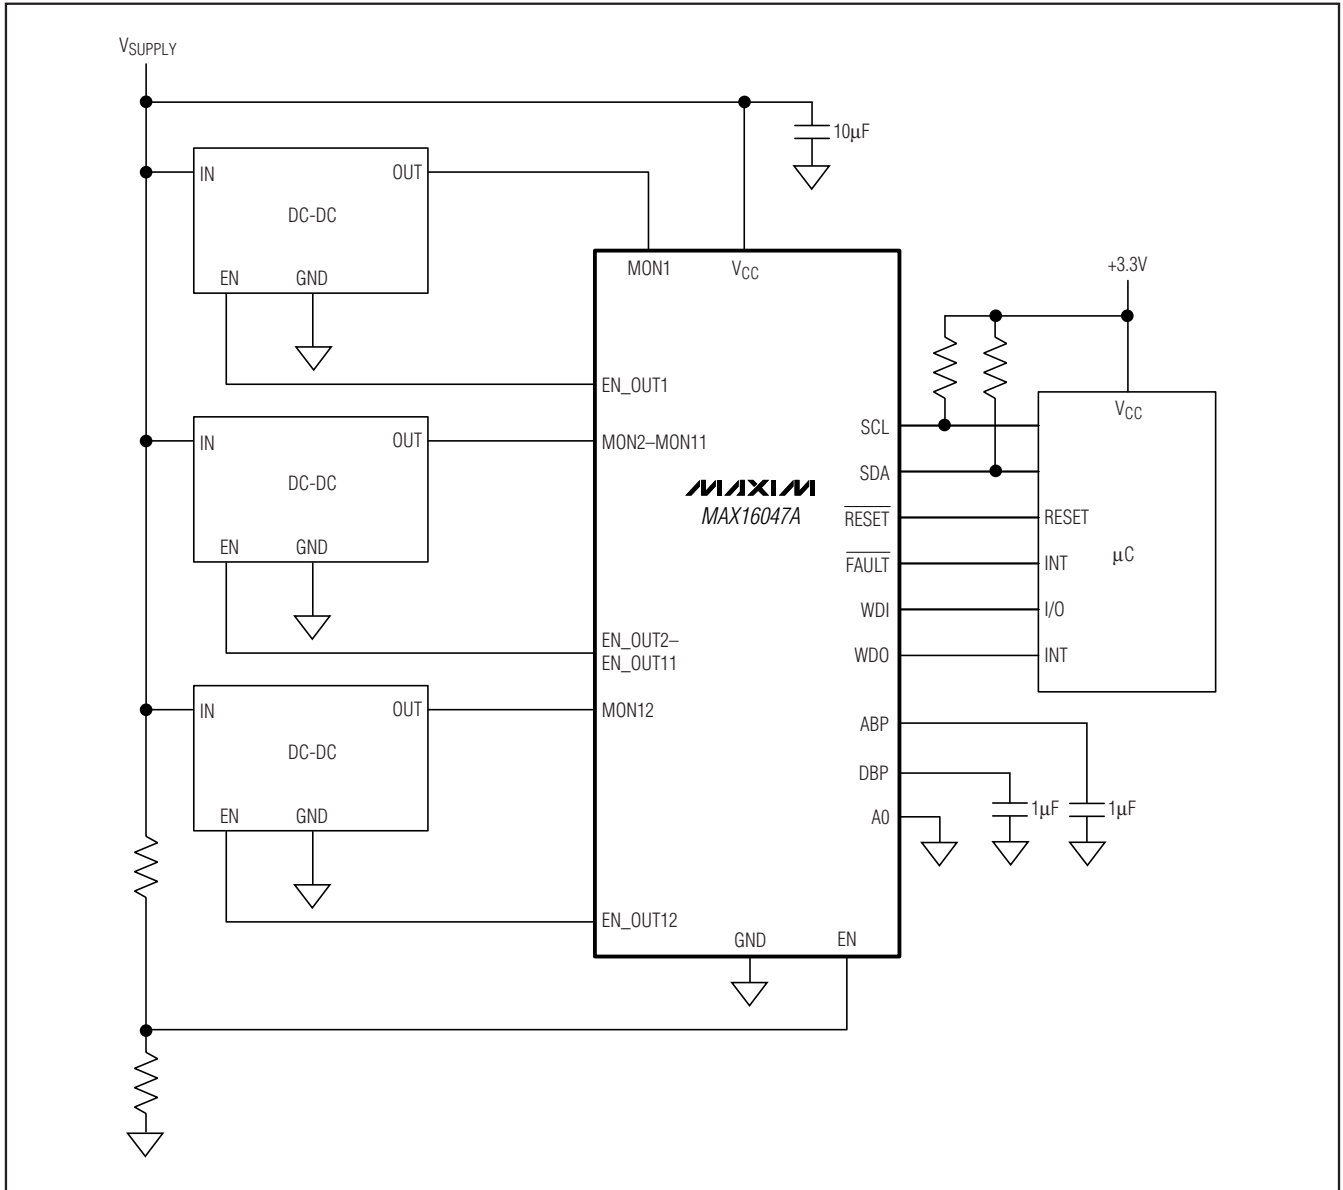 VSUPPLY
10µF
IN
OUT
DC-DC
EN
GND
MON1
VCC
+3.3V
EN_OUT1
VCC
SCL
IN
OUT
MON2–MON11
SDA
DC-DC
MAXIM
MAX16047A
RESET
RESET
EN
GND
FAULT
INT
µC
WDI
I/O
EN_OUT2–
EN_OUT11
WDO
INT
IN
OUT
MON12
ABP
DC-DC
DBP
1µF
1µF
EN
GND
A0
EN_OUT12
GND
EN